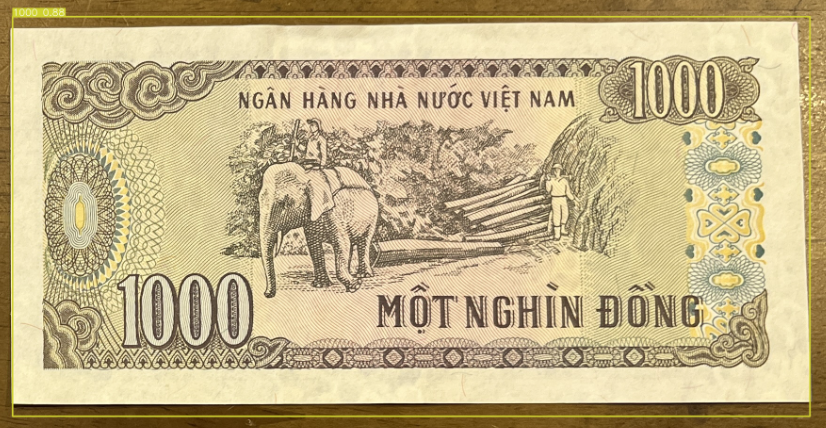 1000 0.88
NGÂN HÀNG NHÀ NƯỚC VIỆT NAM
1000
1000
MỘT NGHÌN ĐỒNG